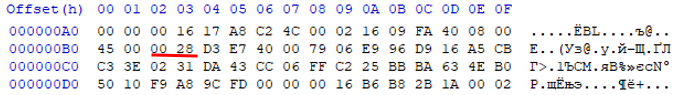 Offset(h) 00 01 02 03 04 05 06 07 08 09 0A 0B 0C 0D 0E 0F
000000A0 00 00 00 16 17 A8 C2 4C 00 02 16 09 FA 40 08 00 .....ЁВL....ъ@..
000000B0 45 00 00 28 D3 E7 40 00 79 06 E9 96 D9 16 A5 CB E..(Уз@.y.й–Щ.ҐЛ
000000C0 C3 3E 02 31 DA 43 CC 06 FF C2 25 BB BA 63 4E B0 Г>.1ЪCМ.яВ%»єcN°
000000D0 50 10 F9 A8 9C FD 00 00 00 16 B6 B8 2B 1A 00 02 P.щЁњэ....¶ё+...